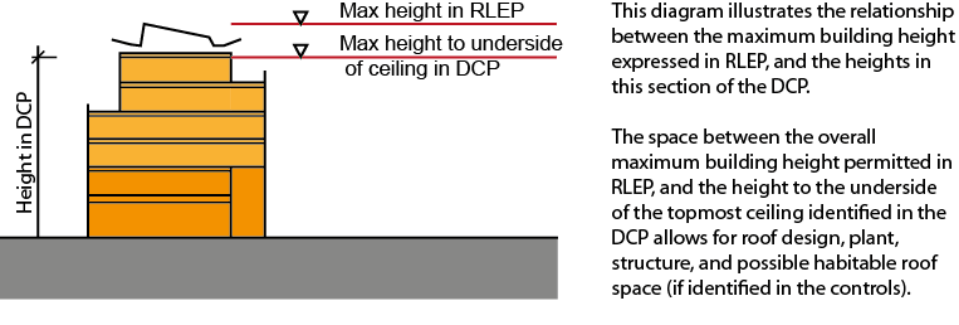 Max height in RLEP
Max height to underside
of ceiling in DCP
Height in DCP
This diagram illustrates the relationship
between the maximum building height
expressed in RLEP, and the heights in
this section of the DCP.
The space between the overall
maximum building height permitted in
RLEP, and the height to the underside
of the topmost ceiling identified in the
DCP allows for roof design, plant,
structure, and possible habitable roof
space (if identified in the controls).